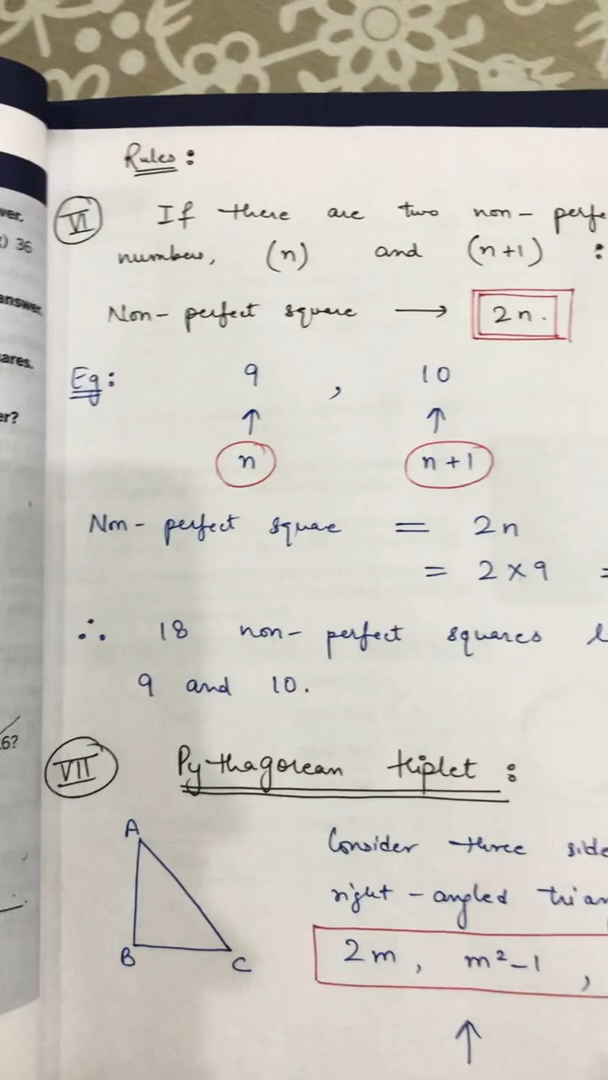 Rules:
VI If there are two non-perfe
numbers, (n) and (n+1) :
Non-perfect square → 2n.
Eg: 9 , 10
↑ ↑
n n+1
Non-perfect square = 2n
= 2×9 =
∴ 18 non-perfect squares l
9 and 10.
VII Pythagorean triplet:
A
Consider three side
right-angled trian
B C
2m, m²-1,
↑
ver.
) 36
answer.
ares.
er?
6?